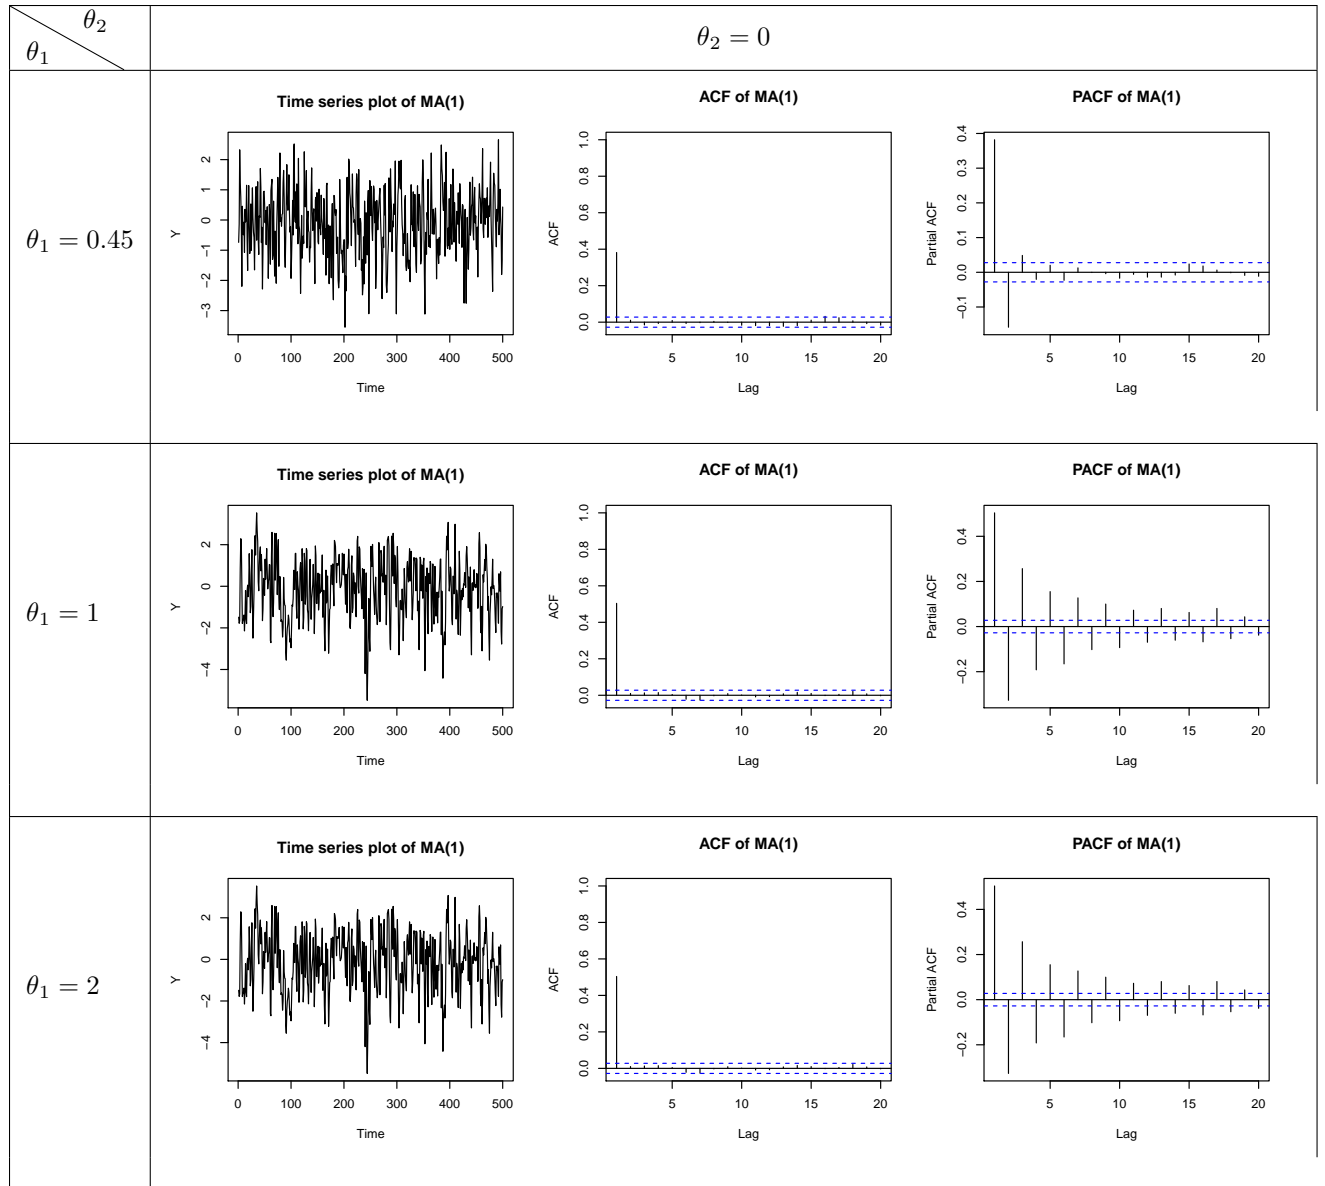 θ2
θ1
θ2 = 0
θ1 = 0.45
Time series plot of MA(1)
Y
2
1
0
−1
−2
−3
0 100 200 300 400 500
Time
ACF of MA(1)
ACF
1.0
0.8
0.6
0.4
0.2
0.0
5 10 15 20
Lag
PACF of MA(1)
Partial ACF
0.4
0.3
0.2
0.1
0.0
−0.1
5 10 15 20
Lag
θ1 = 1
Time series plot of MA(1)
Y
2
0
−2
−4
0 100 200 300 400 500
Time
ACF of MA(1)
ACF
1.0
0.8
0.6
0.4
0.2
0.0
5 10 15 20
Lag
PACF of MA(1)
Partial ACF
0.4
0.2
0.0
−0.2
5 10 15 20
Lag
θ1 = 2
Time series plot of MA(1)
Y
2
0
−2
−4
0 100 200 300 400 500
Time
ACF of MA(1)
ACF
1.0
0.8
0.6
0.4
0.2
0.0
5 10 15 20
Lag
PACF of MA(1)
Partial ACF
0.4
0.2
0.0
−0.2
5 10 15 20
Lag